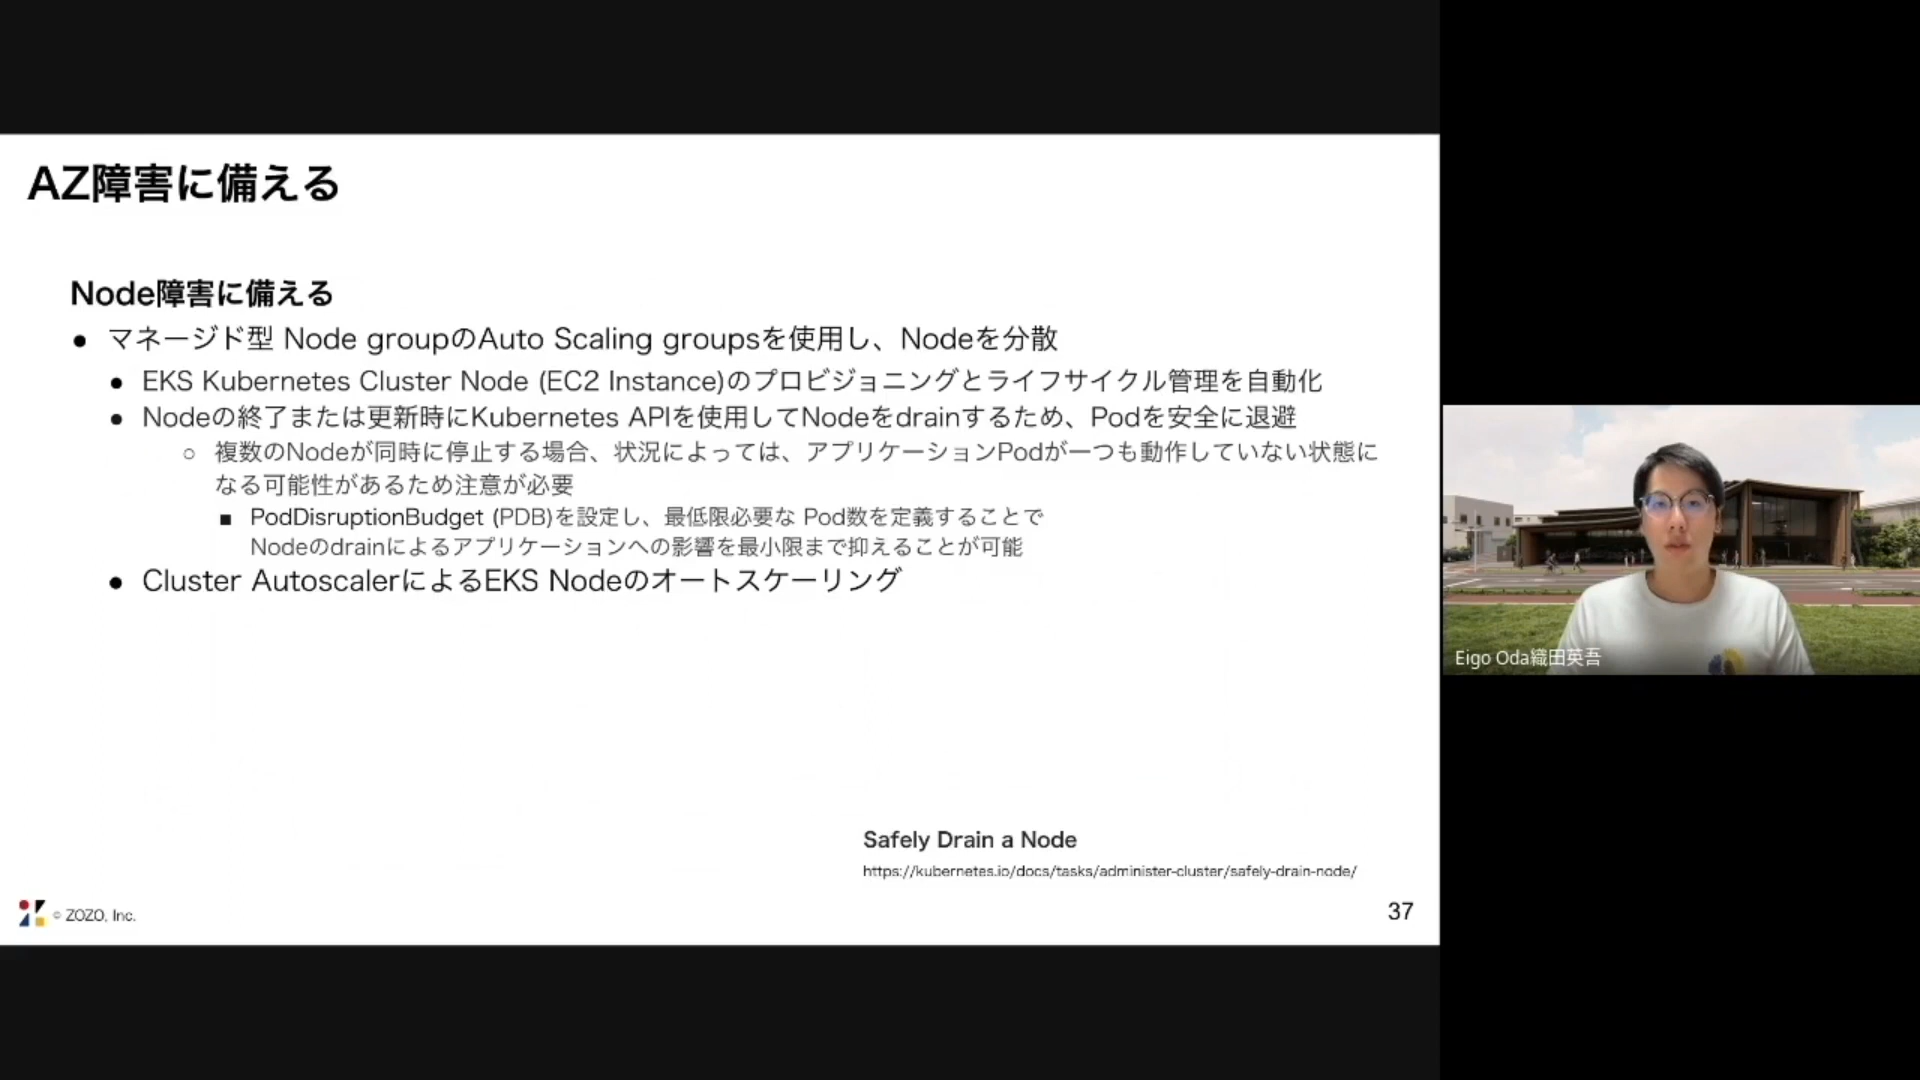 AZ障害に備える
Node障害に備える
● マネージド型 Node groupのAuto Scaling groupsを使用し、Nodeを分散
● EKS Kubernetes Cluster Node (EC2 Instance)のプロビジョニングとライフサイクル管理を自動化
● Nodeの終了または更新時にKubernetes APIを使用してNodeをdrainするため、Podを安全に退避
○ 複数のNodeが同時に停止する場合、状況によっては、アプリケーションPodが一つも動作していない状態に
なる可能性があるため注意が必要
■ PodDisruptionBudget (PDB)を設定し、最低限必要な Pod数を定義することで
NodeのdrainによるアプリケーションへのE影響を最小限まで抑えることが可能
● Cluster AutoscalerによるEKS Nodeのオートスケーリング
Safely Drain a Node
https://kubernetes.io/docs/tasks/administer-cluster/safely-drain-node/
© ZOZO, Inc.
37
Eigo Oda織田英吾